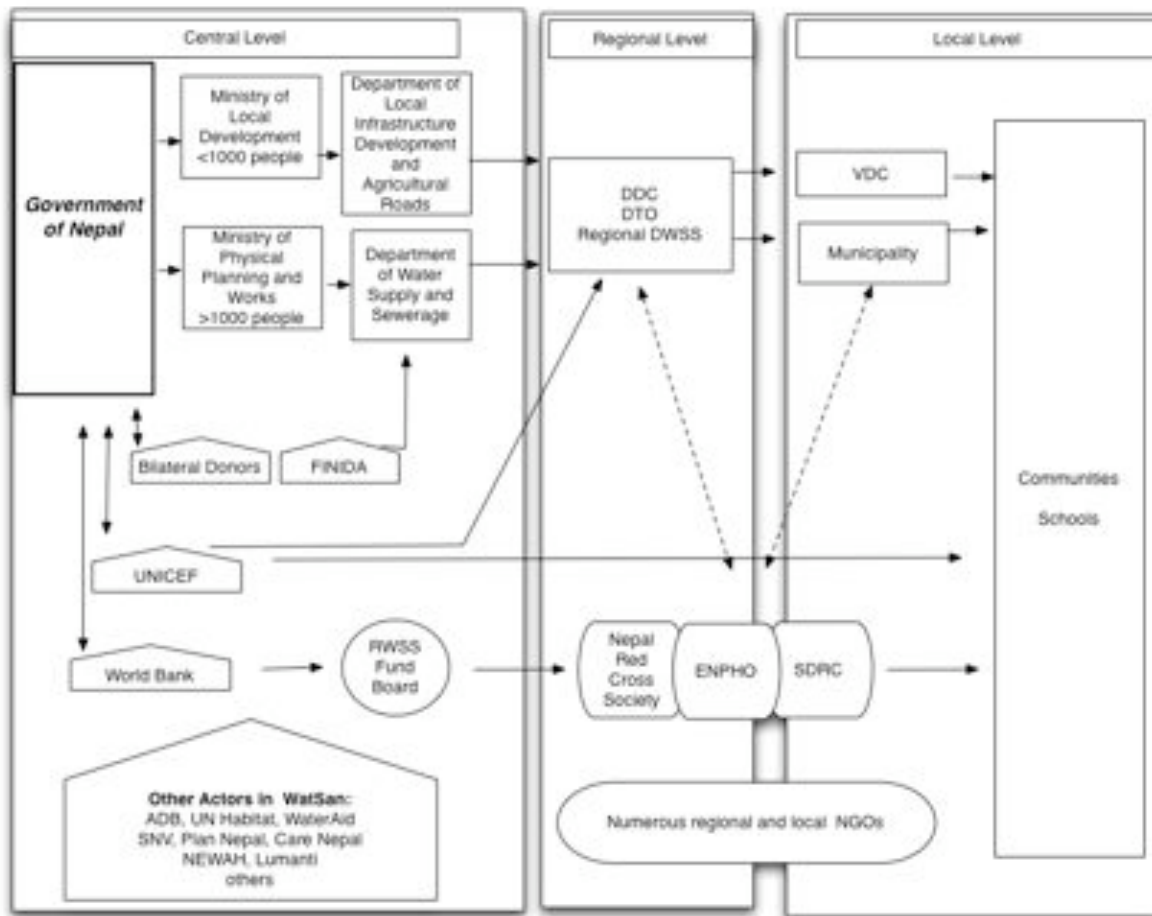 Central Level
Regional Level
Local Level
Government
of Nepal
Ministry of
Local
Development
<1000 people
Department of
Local
Infrastructure
Development
and
Agricultural
Roads
Ministry of
Physical
Planning and
Works
>1000 people
Department
of Water
Supply and
Sewerage
DDC
DTO
Regional DWSS
VDC
Municipality
Communities
Schools
Bilateral Donors
FINIDA
UNICEF
World Bank
RWSS
Fund
Board
Nepal
Red
Cross
Society
ENPHO
SDRC
Other Actors in WatSan:
ADB, UN Habitat, WaterAid
SNV, Plan Nepal, Care Nepal
NEWAH, Lumanti
others
Numerous regional and local NGOs